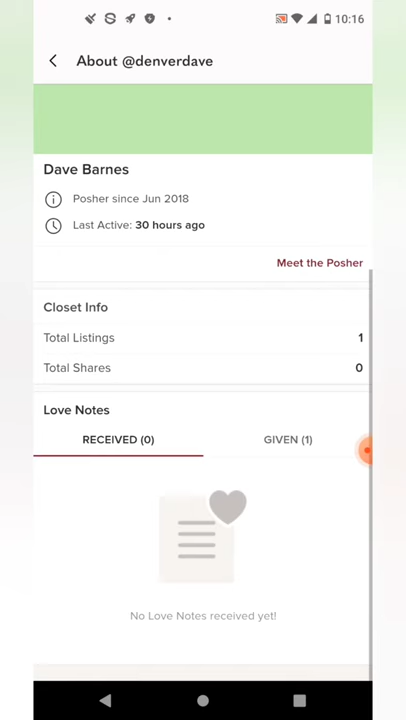 10:16
About @denverdave
Dave Barnes
Posher since Jun 2018
Last Active: 30 hours ago
Meet the Posher
Closet Info
Total Listings 1
Total Shares 0
Love Notes
RECEIVED (0) GIVEN (1)
No Love Notes received yet!